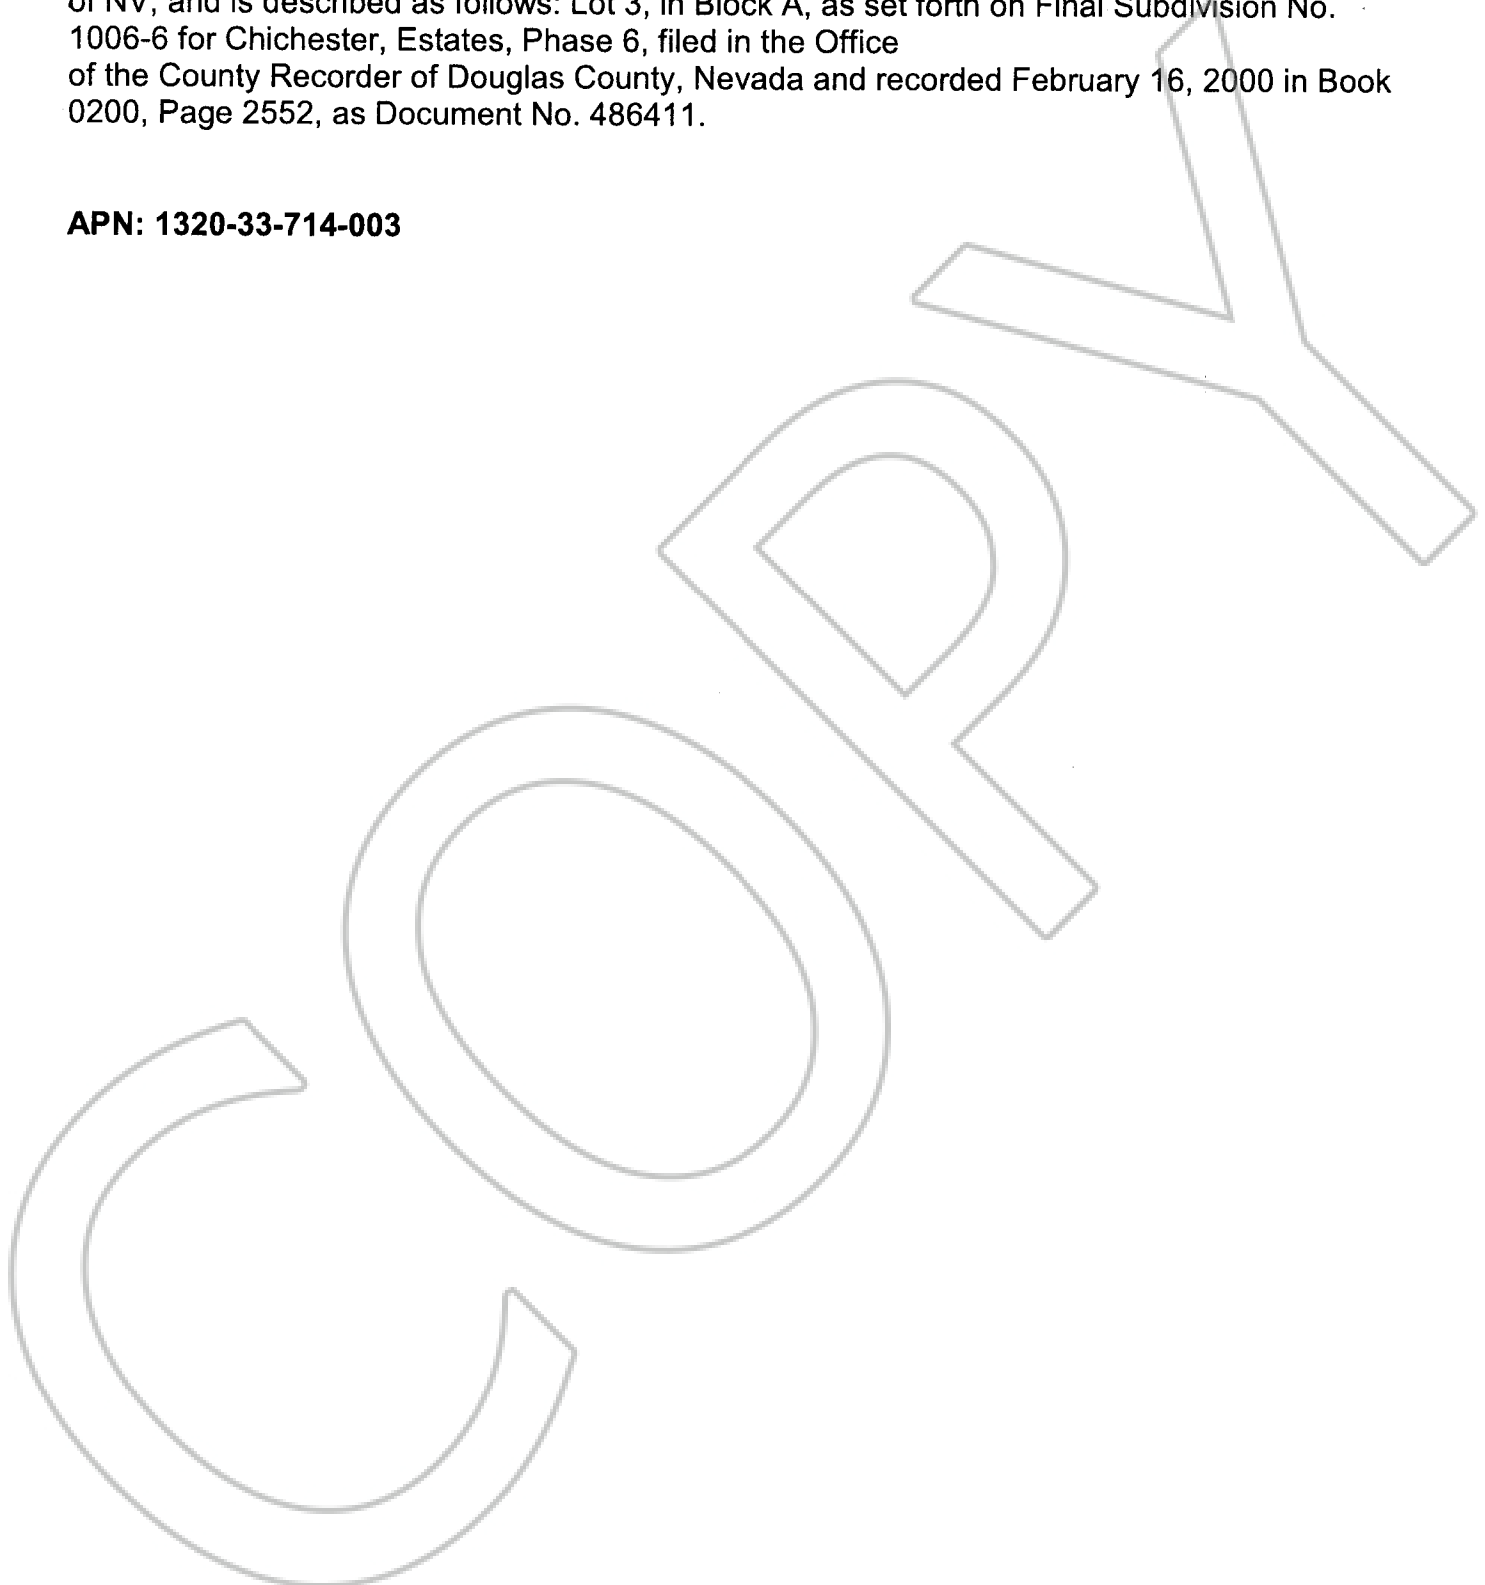 of NV, and is described as follows: Lot 3, in Block A, as set forth on Final Subdivision No.
1006-6 for Chichester, Estates, Phase 6, filed in the Office
of the County Recorder of Douglas County, Nevada and recorded February 16, 2000 in Book
0200, Page 2552, as Document No. 486411.
APN: 1320-33-714-003
COPY